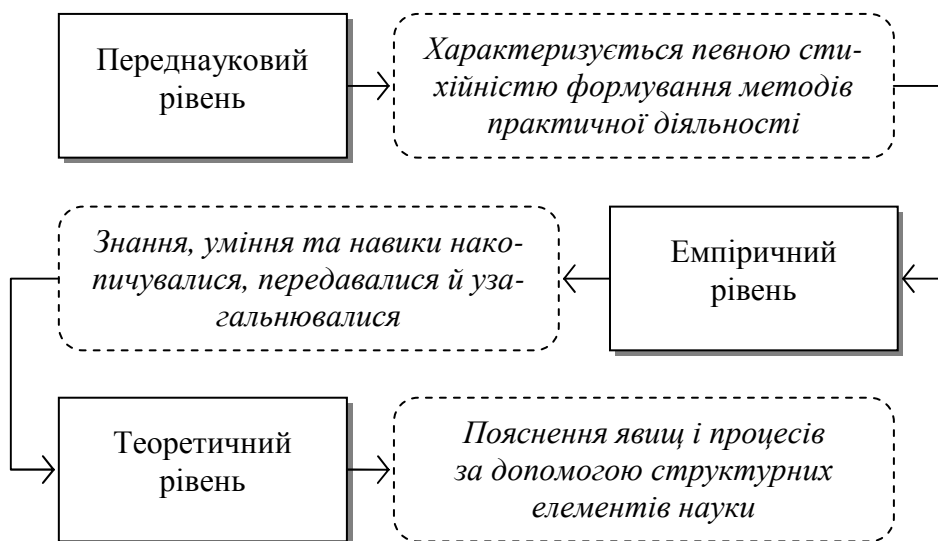 Переднауковий
рівень
Характеризується певною сти-
хійністю формування методів
практичної діяльності
Емпіричний
рівень
Знання, уміння та навики нако-
пичувалися, передавалися й уза-
гальнювалися
Теоретичний
рівень
Пояснення явищ і процесів
за допомогою структурних
елементів науки